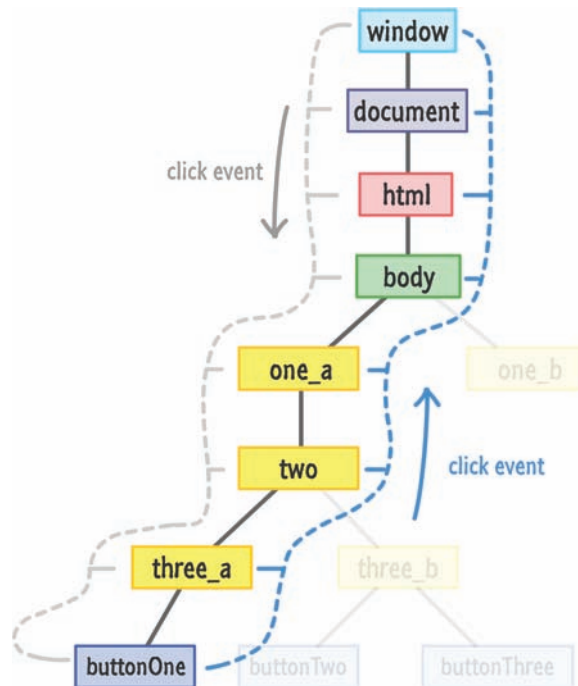 window
document
click event
html
body
one_a
one_b
two
click event
three_a
three_b
buttonOne
buttonTwo
buttonThree